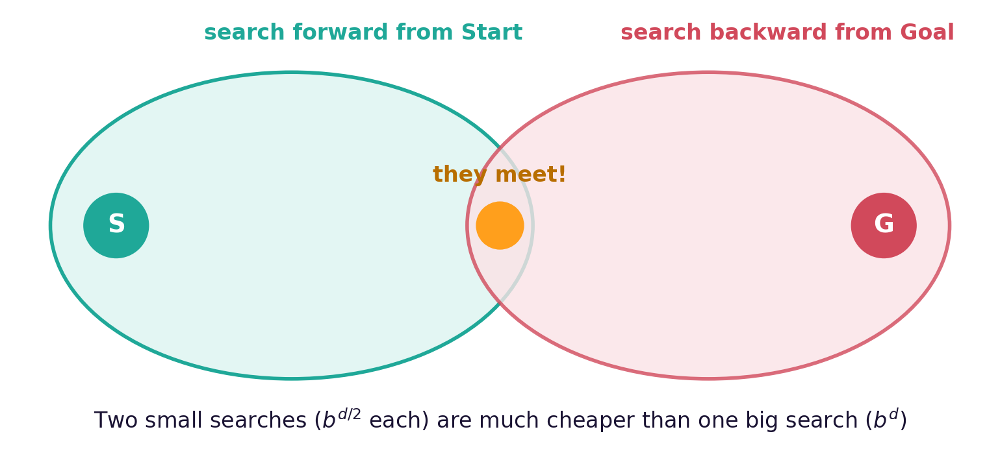 search forward from Start
search backward from Goal
they meet!
S
G
Two small searches (b^{d/2} each) are much cheaper than one big search (b^d)